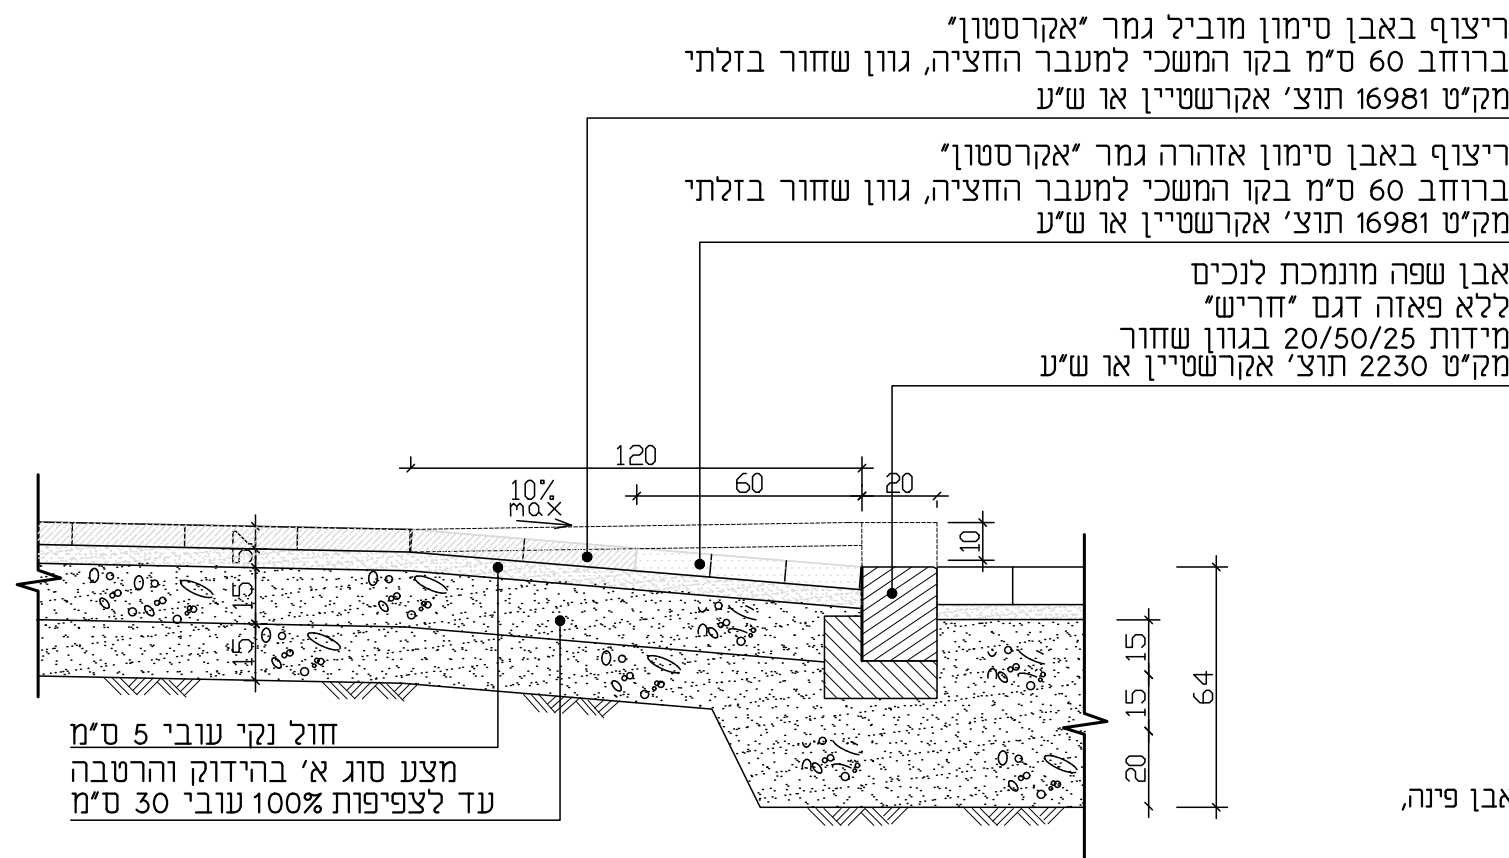 ריצוף באבן סימון מוביל גמר "אקרסטון"
ברוחב 60 ס"מ בקו המשכי למעבר החציה, גוון שחור בזלתי
מק"ט 16981 תוצ' אקרשטיין או ש"ע
ריצוף באבן סימון אזהרה גמר "אקרסטון"
ברוחב 60 ס"מ בקו המשכי למעבר החציה, גוון שחור בזלתי
מק"ט 16981 תוצ' אקרשטיין או ש"ע
אבן שפה מונמכת לנכים
ללא פאזה דגם "חריש"
מידות 20/50/25 בגוון שחור
מק"ט 2230 תוצ' אקרשטיין או ש"ע
120
60
20
10%
max
10
7
5
15
15
15
15
20
64
חול נקי עובי 5 ס"מ
מצע סוג א' בהידוק והרטבה
עד לצפיפות 100% עובי 30 ס"מ
אבן פינה,